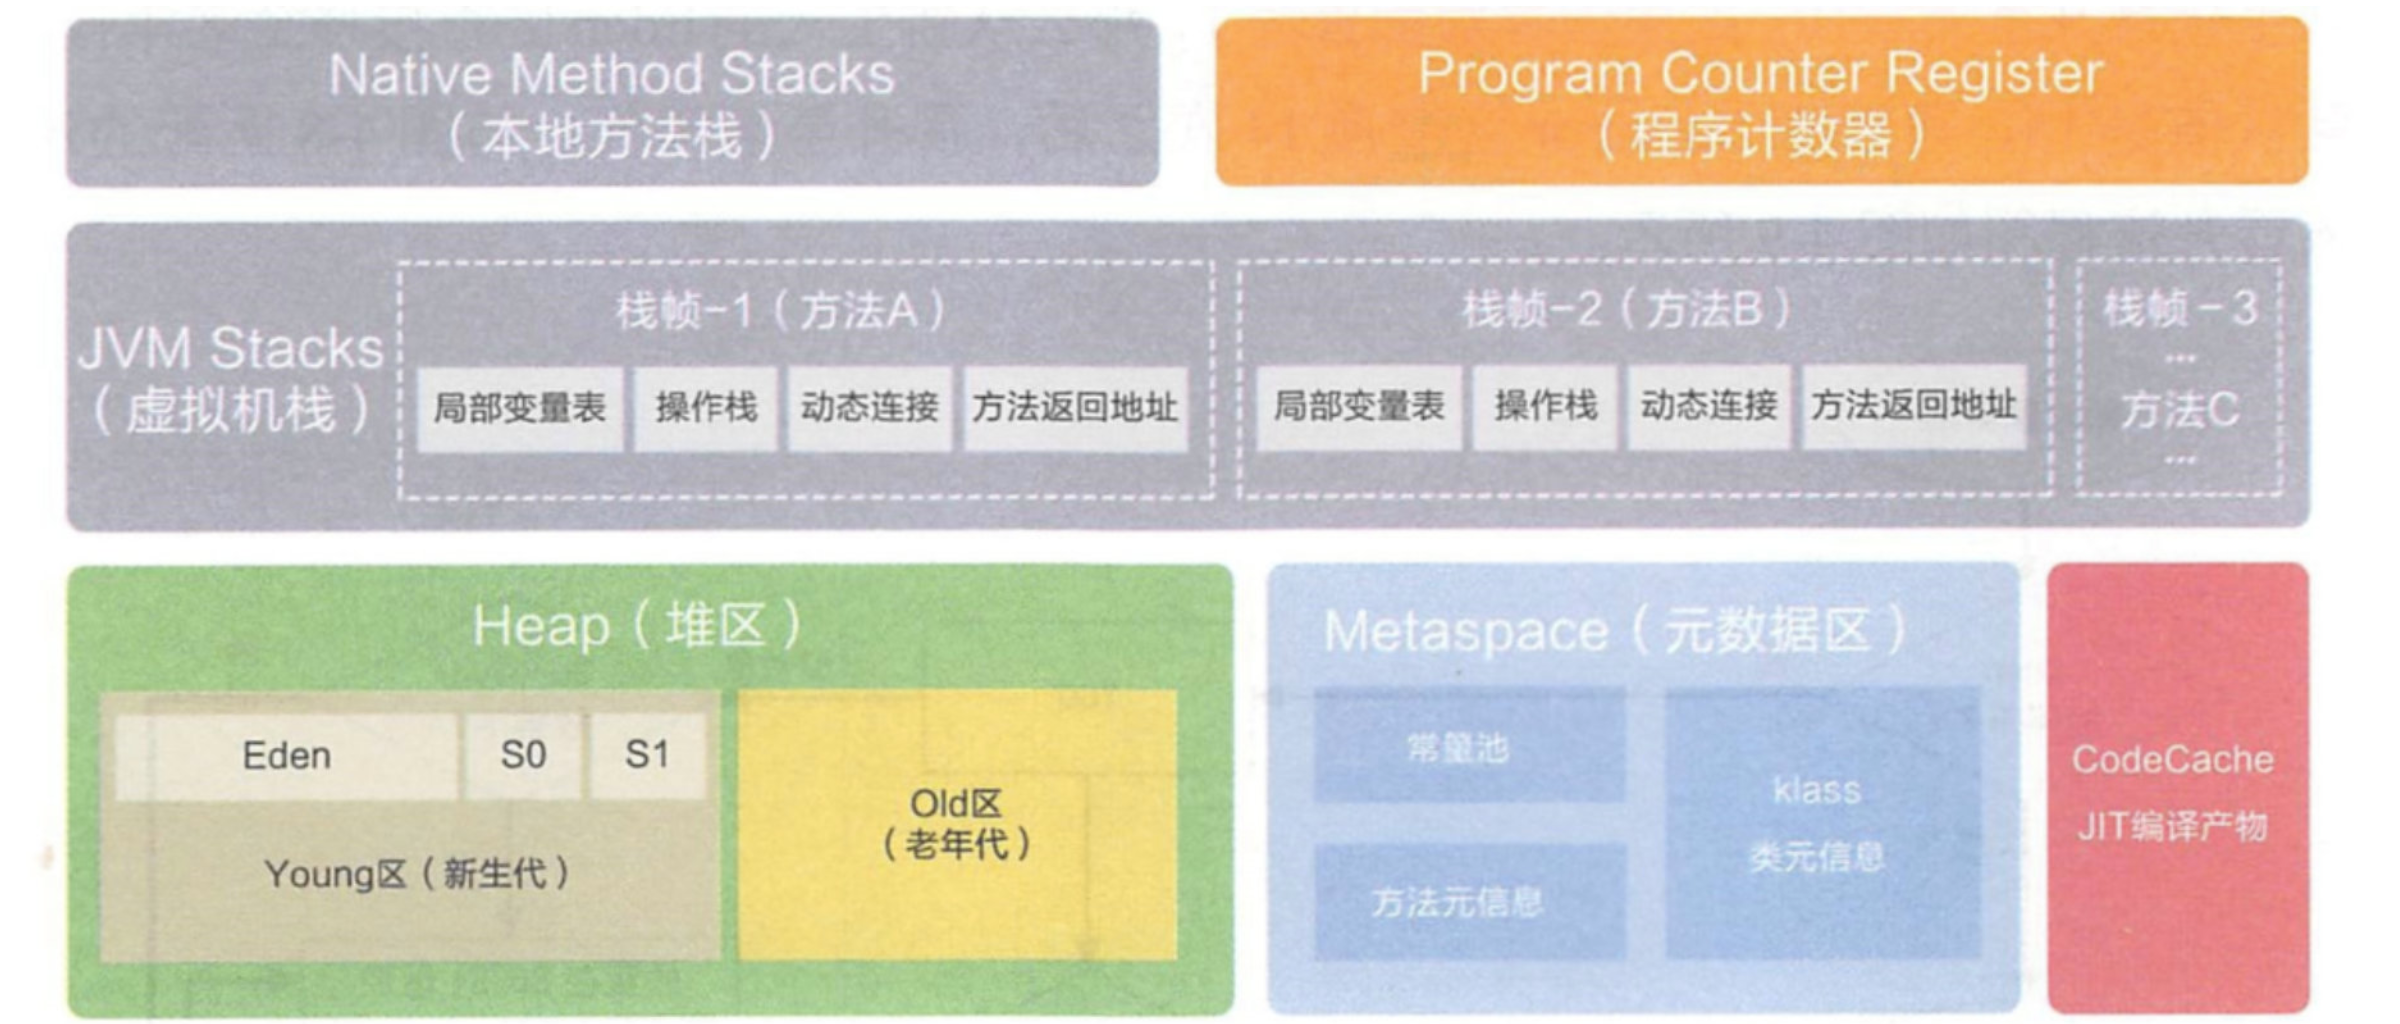 Native Method Stacks
（本地方法栈）
Program Counter Register
（程序计数器）
JVM Stacks
（虚拟机栈）
栈帧-1（方法A）
局部变量表
操作栈
动态连接
方法返回地址
栈帧-2（方法B）
局部变量表
操作栈
动态连接
方法返回地址
栈帧-3
...
方法C
...
Heap（堆区）
Eden
S0
S1
Young区（新生代）
Old区
（老年代）
Metaspace（元数据区）
常量池
方法元信息
klass
类元信息
CodeCache
JIT编译产物